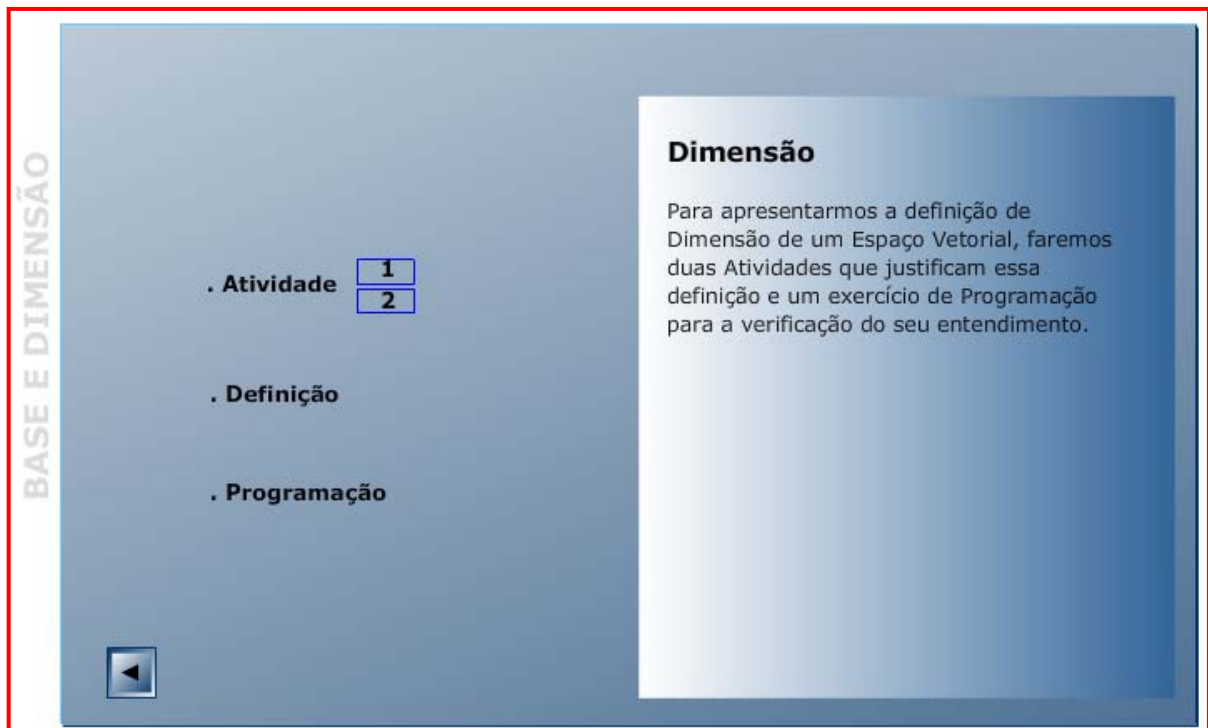 BASE E DIMENSÃO
. Atividade
1
2
. Definição
. Programação
Dimensão
Para apresentarmos a definição de
Dimensão de um Espaço Vetorial, faremos
duas Atividades que justificam essa
definição e um exercício de Programação
para a verificação do seu entendimento.